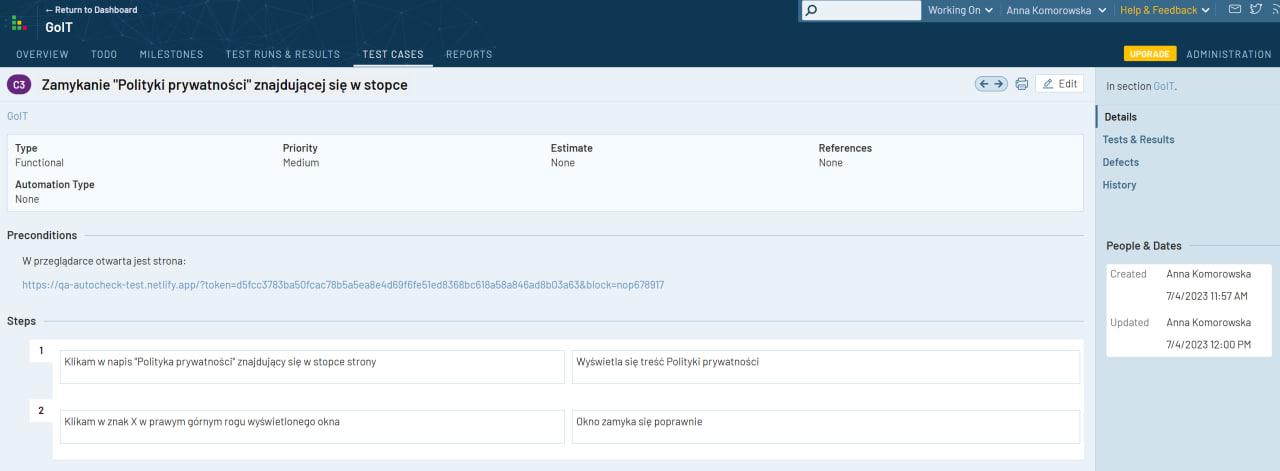 ← Return to Dashboard
GoIT
Working On
Anna Komorowska
Help & Feedback
OVERVIEW TODO MILESTONES TEST RUNS & RESULTS TEST CASES REPORTS
UPGRADE ADMINISTRATION
C3 Zamykanie "Polityki prywatności" znajdującej się w stopce
Edit
GoIT
Type Priority Estimate References
Functional Medium None None
Automation Type
None
Preconditions
W przeglądarce otwarta jest strona:
https://qa-autocheck-test.netlify.app/?token=d5fcc3783ba50fcac78b5a5ea8e4d69f6fe51ed8368bc618a58a846ad8b03a63&block=nop678917
Steps
1 Klikam w napis "Polityka prywatności" znajdujący się w stopce strony Wyświetla się treść Polityki prywatności
2 Klikam w znak X w prawym górnym rogu wyświetlonego okna Okno zamyka się poprawnie
In section GoIT.
Details
Tests & Results
Defects
History
People & Dates
Created Anna Komorowska
7/4/2023 11:57 AM
Updated Anna Komorowska
7/4/2023 12:00 PM